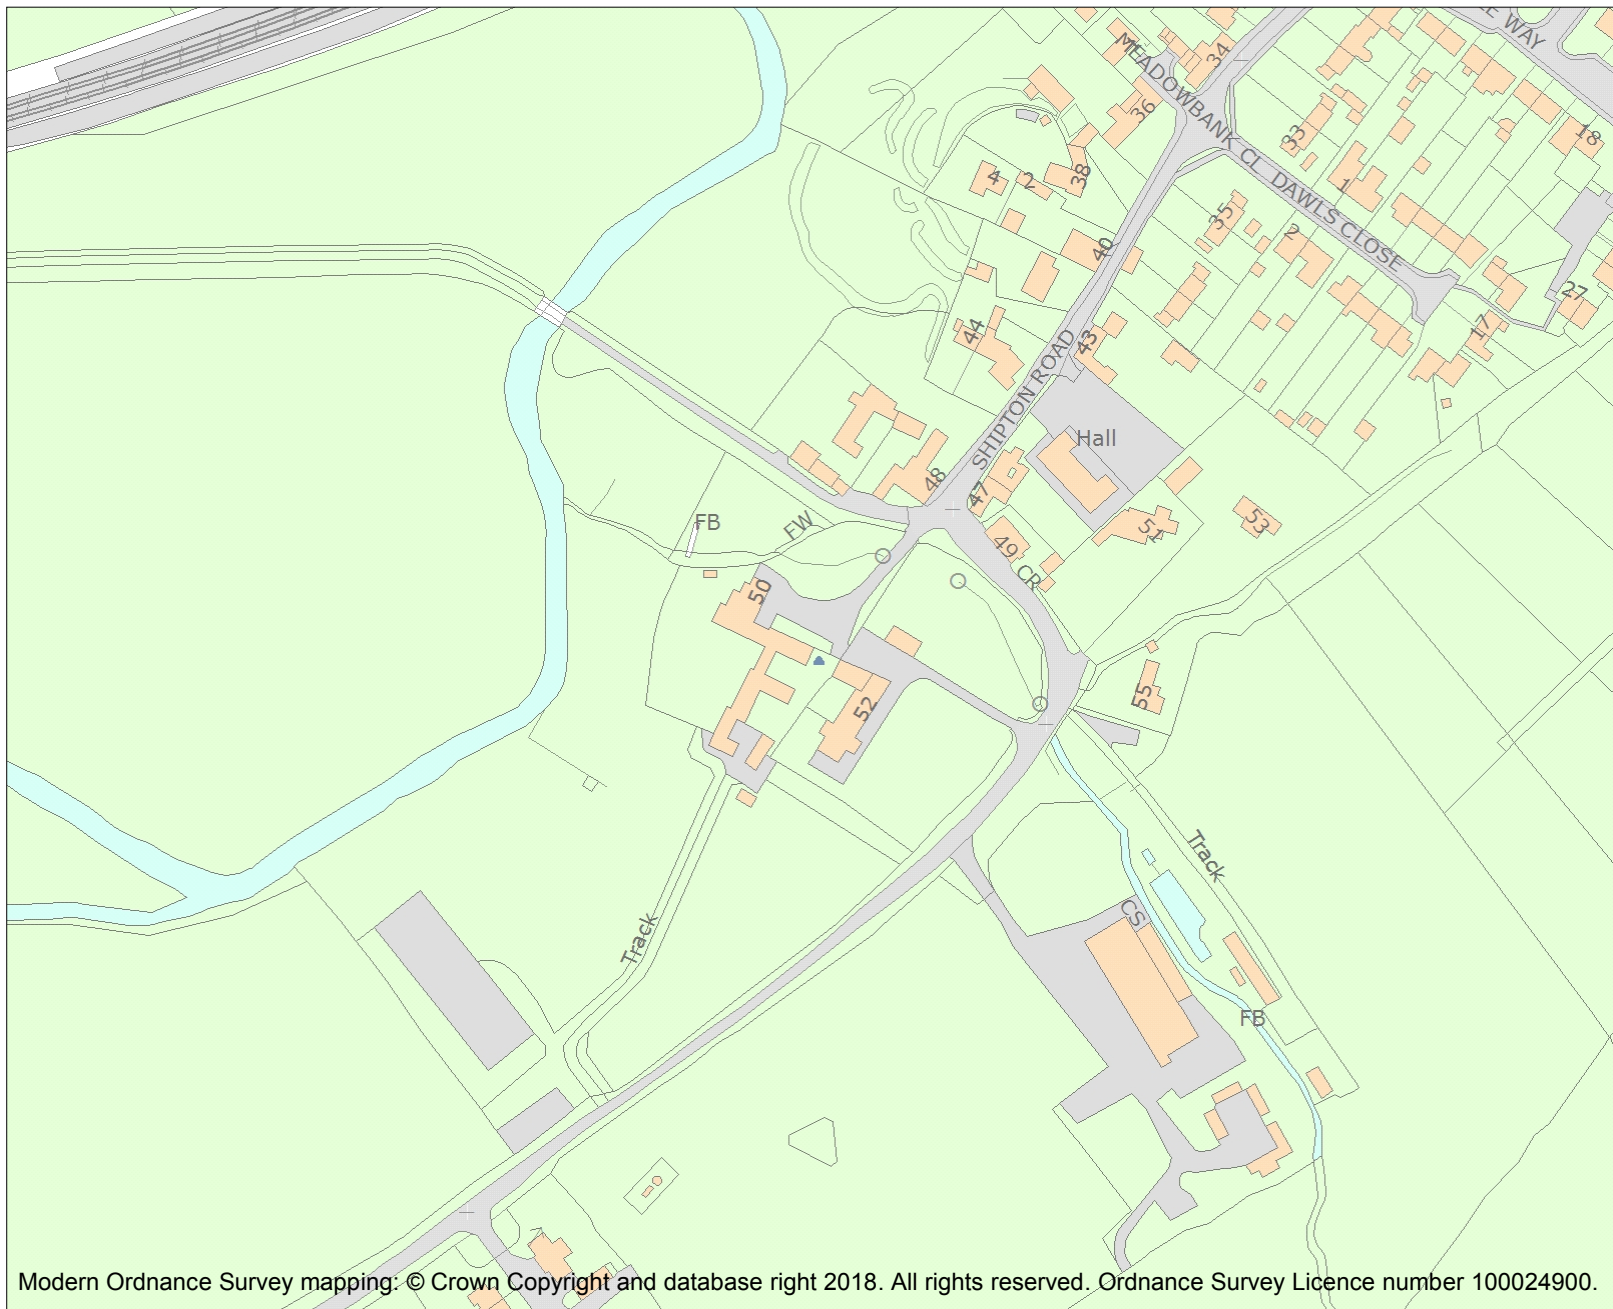 LE WAY
MEADOWBANK CL
34
36
33
18
4
2
38
1
DAWLS CLOSE
35
2
40
27
44
43
17
SHIPTON ROAD
Hall
48
47
FB
FW
51
53
49
CR
50
55
52
Track
CS
Track
FB
Modern Ordnance Survey mapping: © Crown Copyright and database right 2018. All rights reserved. Ordnance Survey Licence number 100024900.